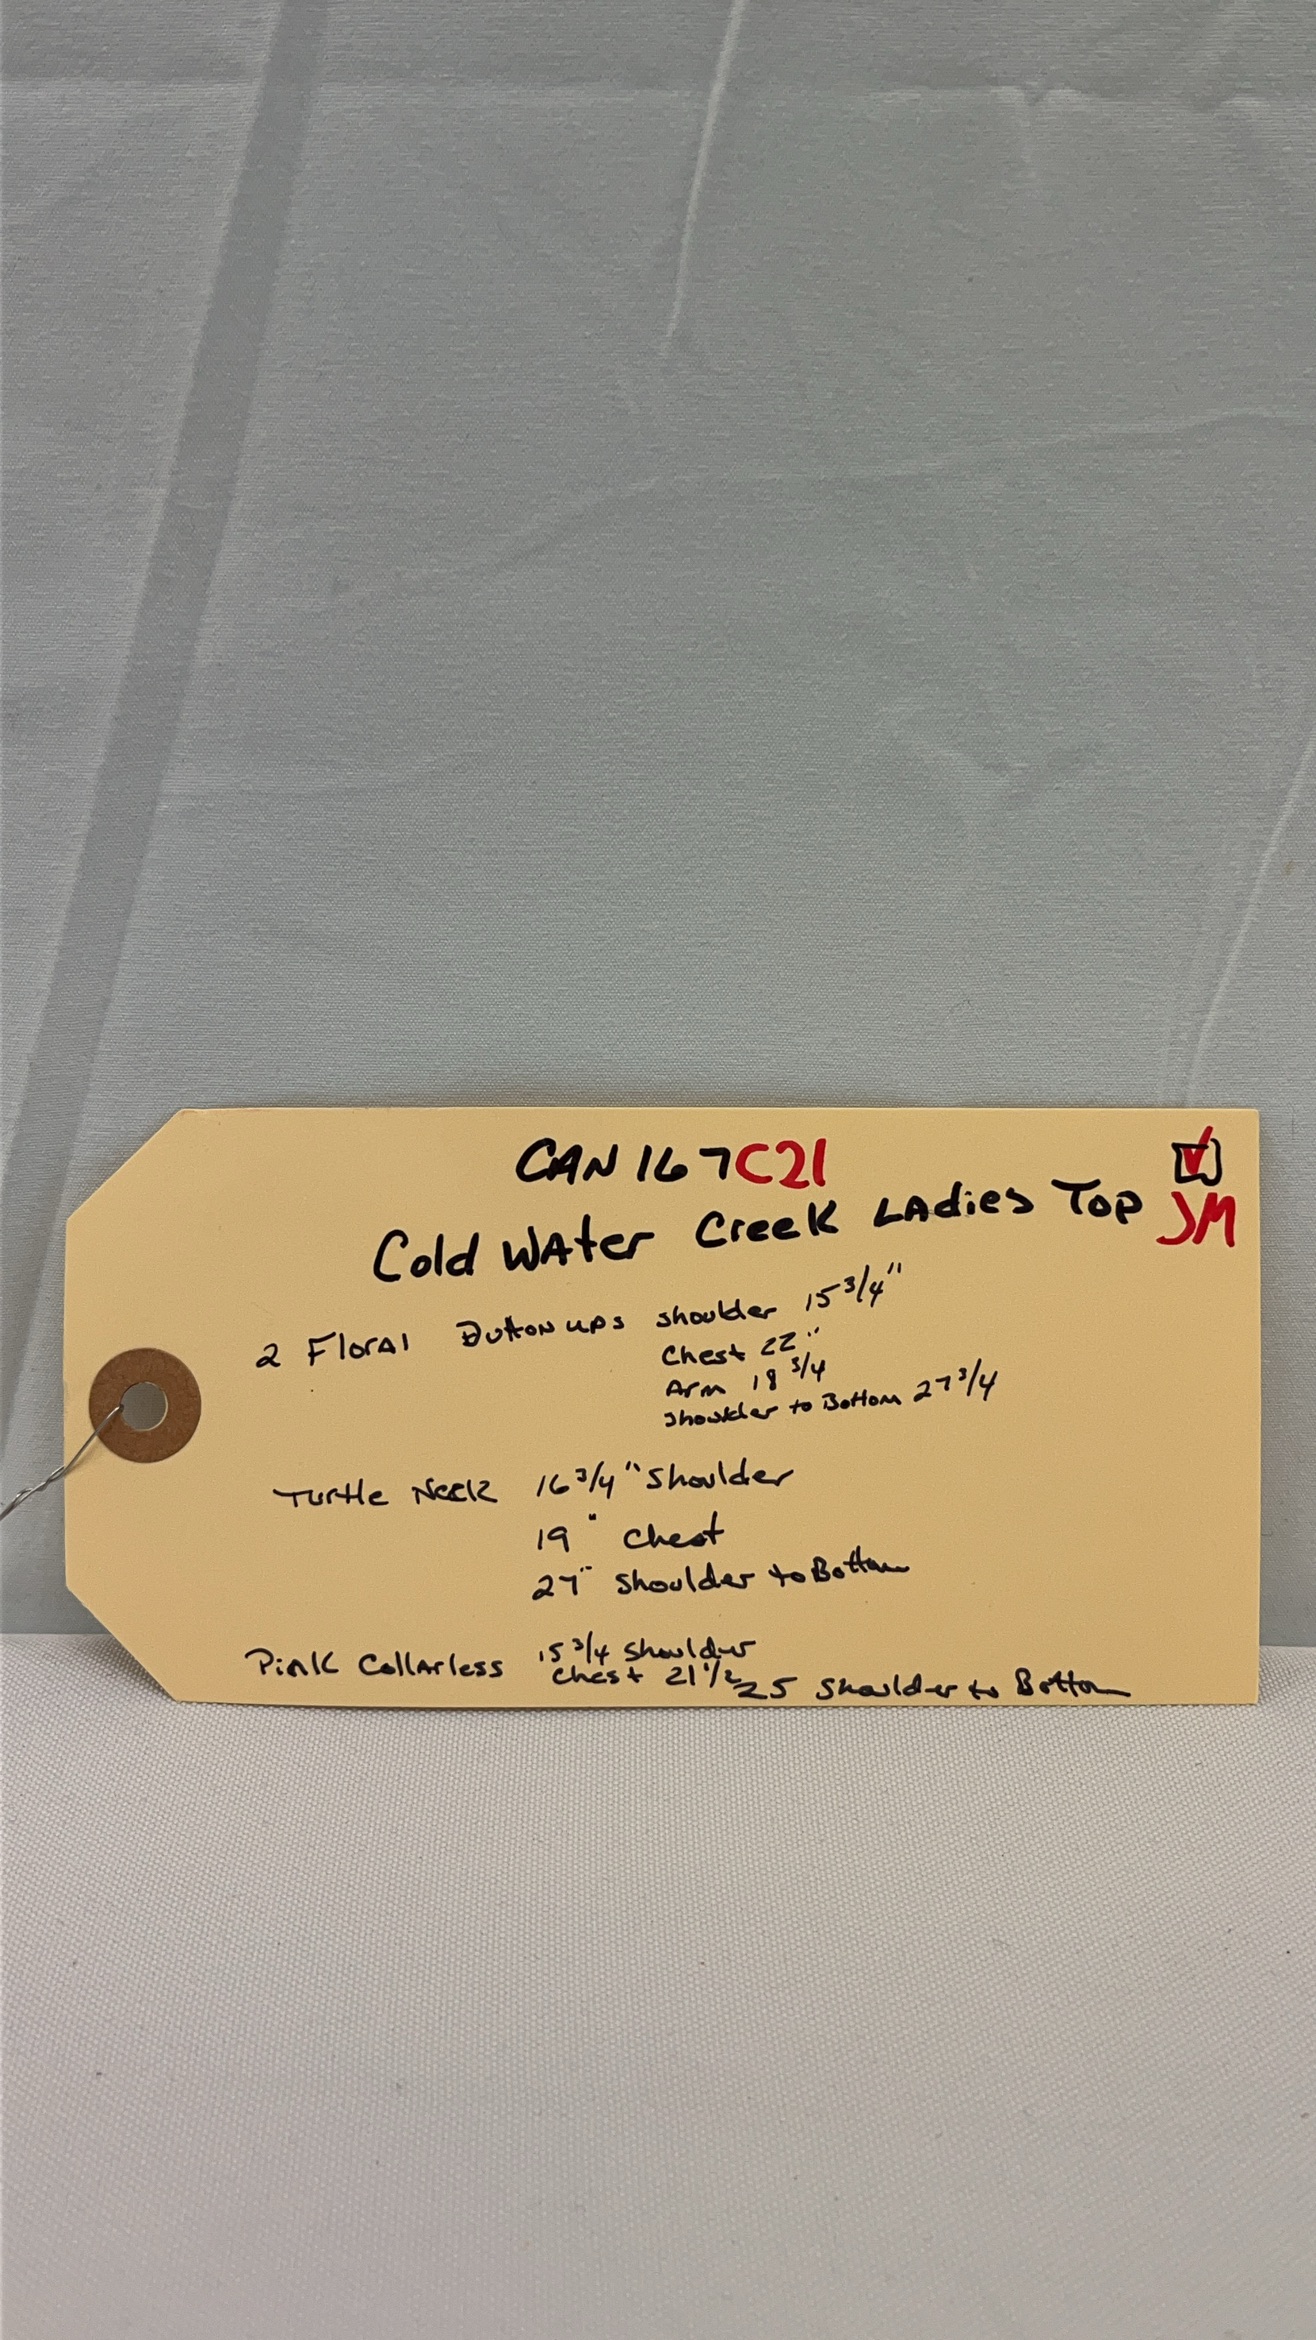 CAN167C21
Cold Water Creek Ladies Top JM
2 Floral Button ups shoulder 15 3/4"
Chest 22"
Arm 18 3/4
Shoulder to Bottom 27 3/4
Turtle Neck 16 3/4" Shoulder
19" Chest
27" Shoulder to Bottom
Pink Collarless 15 3/4 Shoulder
Chest 21 1/2 25 Shoulder to Bottom